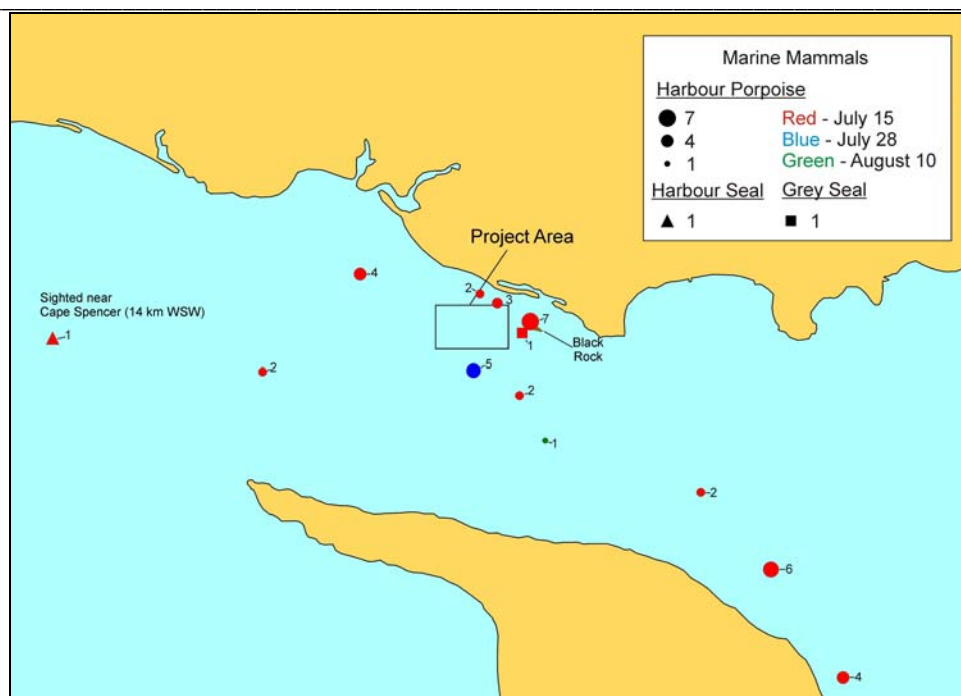 Marine Mammals
Harbour Porpoise
7
4
1
Red - July 15
Blue - July 28
Green - August 10
Harbour Seal
1
Grey Seal
1
Project Area
4
2
3
Sighted near
Cape Spencer (14 km WSW)
1
7
1
Black
Rock
2
5
2
1
2
6
4